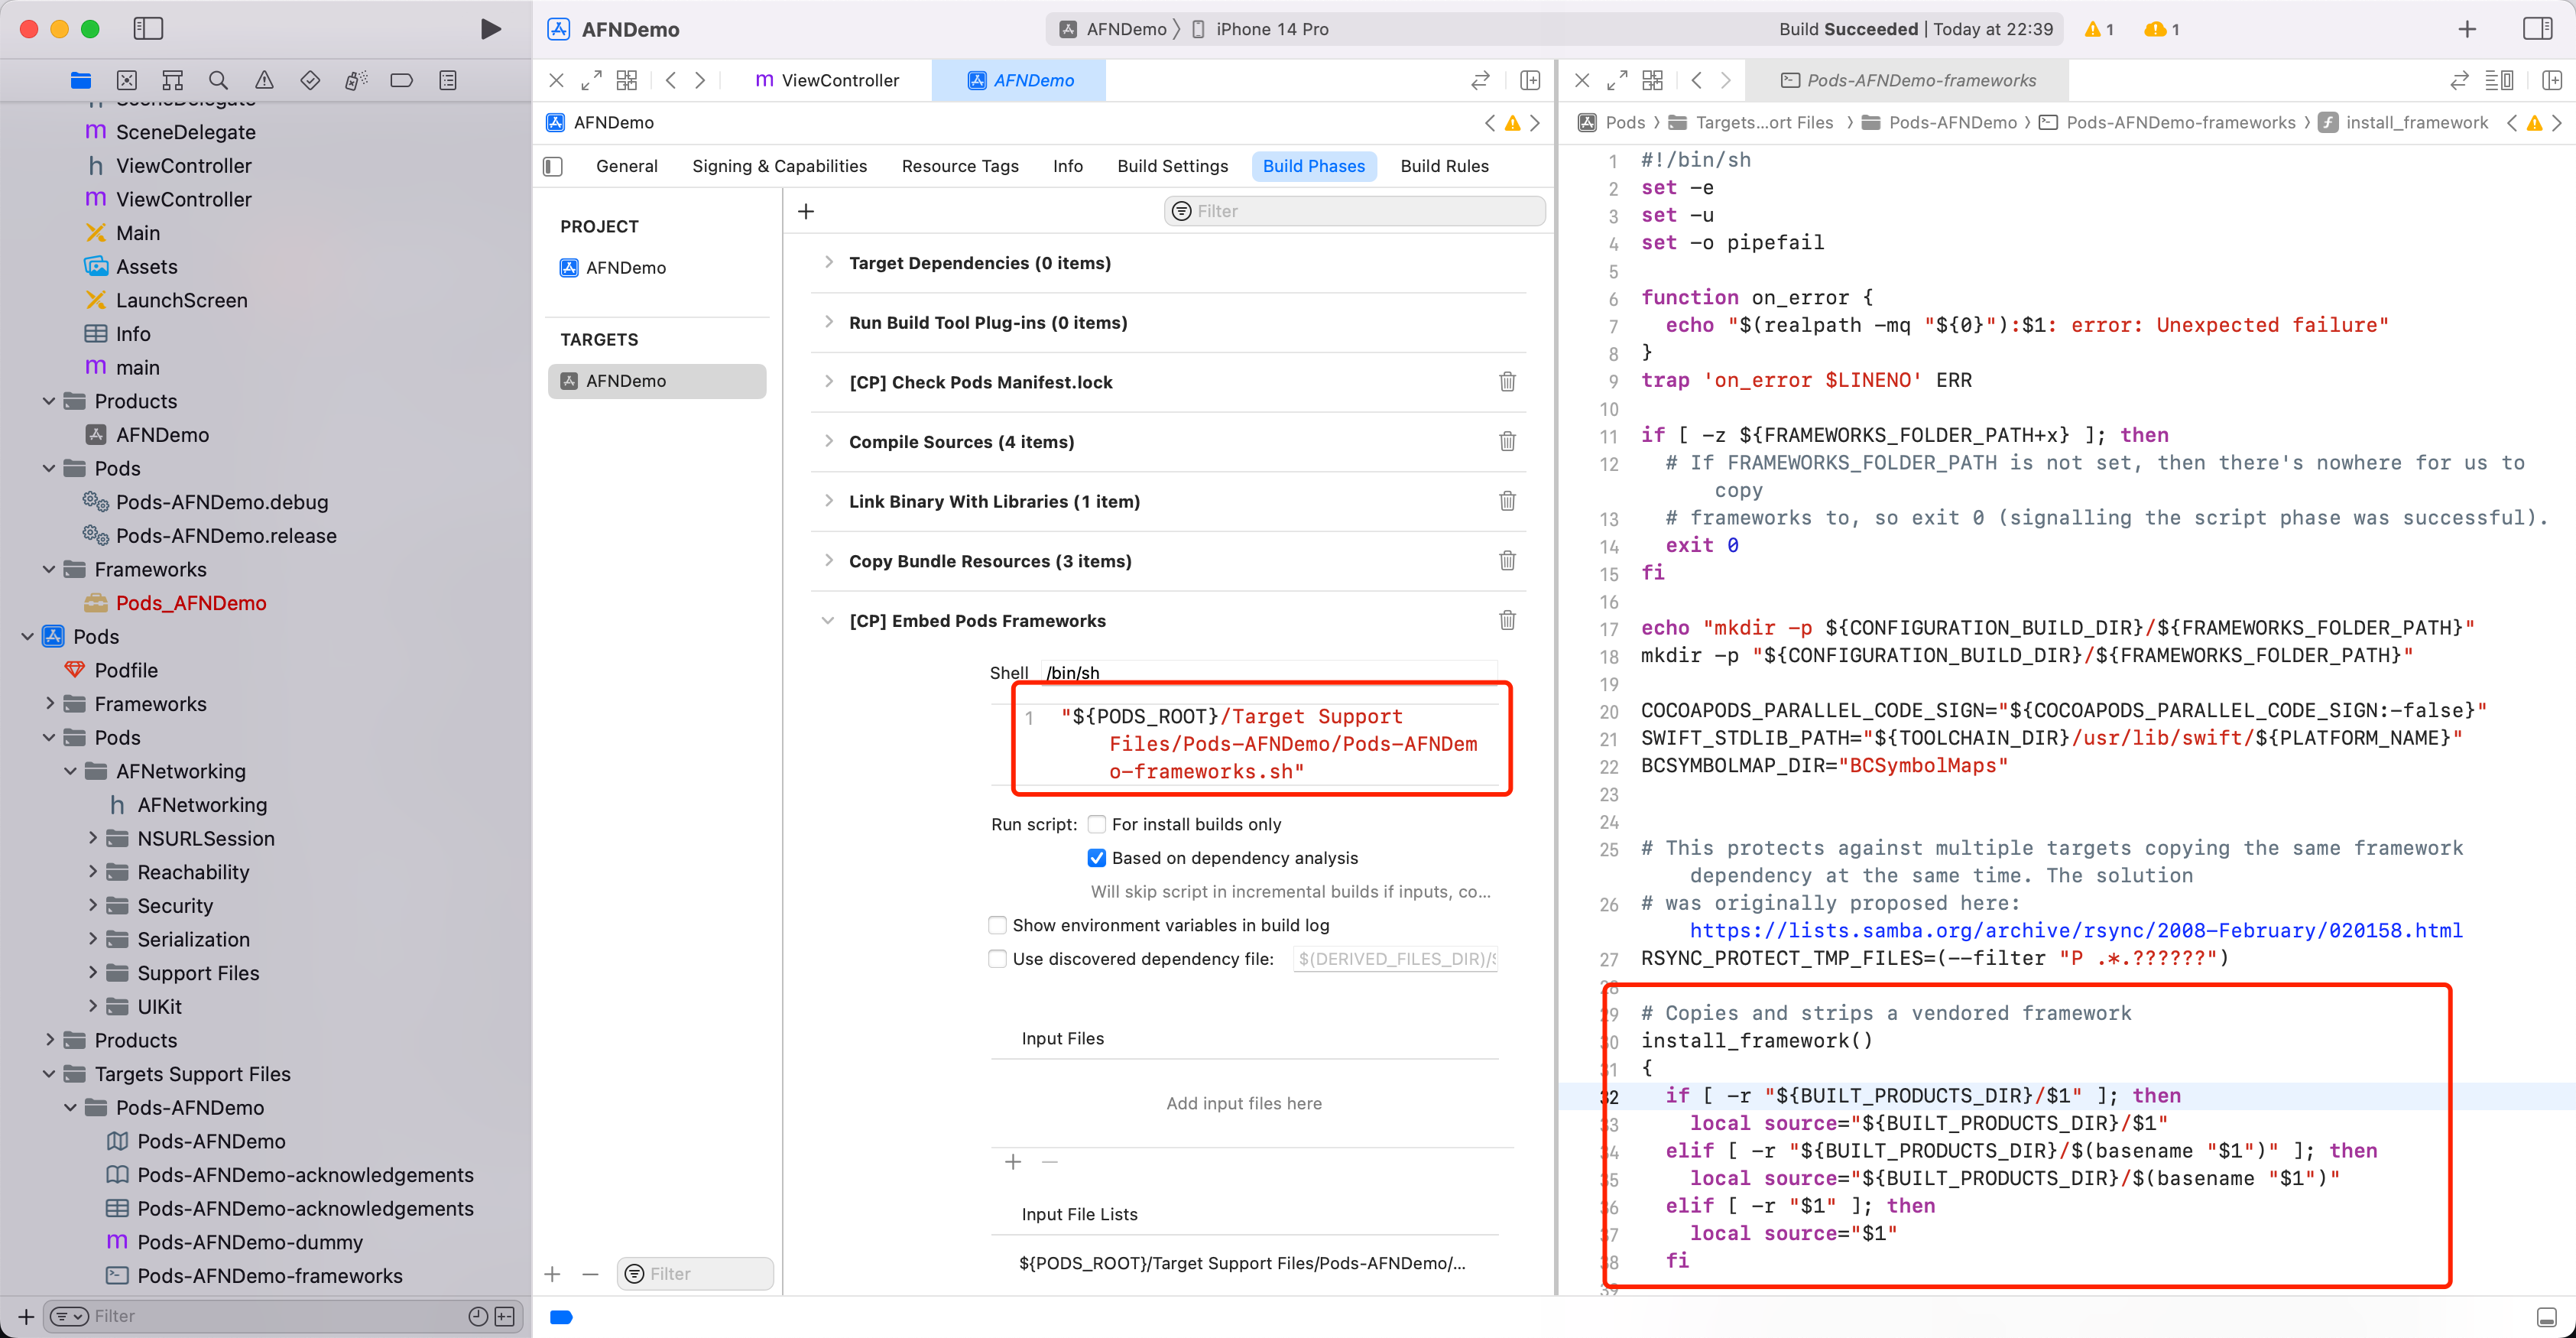 AFNDemo
AFNDemo
iPhone 14 Pro
Build Succeeded | Today at 22:39
1
1
SceneDelegate
SceneDelegate
ViewController
ViewController
Main
Assets
LaunchScreen
Info
main
Products
AFNDemo
Pods
Pods-AFNDemo.debug
Pods-AFNDemo.release
Frameworks
Pods_AFNDemo
Pods
Podfile
Frameworks
Pods
AFNetworking
AFNetworking
NSURLSession
Reachability
Security
Serialization
Support Files
UIKit
Products
Targets Support Files
Pods-AFNDemo
Pods-AFNDemo
Pods-AFNDemo-acknowledgements
Pods-AFNDemo-acknowledgements
Pods-AFNDemo-dummy
Pods-AFNDemo-frameworks
Filter
ViewController
AFNDemo
AFNDemo
General
Signing & Capabilities
Resource Tags
Info
Build Settings
Build Phases
Build Rules
PROJECT
AFNDemo
TARGETS
AFNDemo
Filter
Filter
Target Dependencies (0 items)
Run Build Tool Plug-ins (0 items)
[CP] Check Pods Manifest.lock
Compile Sources (4 items)
Link Binary With Libraries (1 item)
Copy Bundle Resources (3 items)
[CP] Embed Pods Frameworks
Shell /bin/sh
1 "${PODS_ROOT}/Target Support
Files/Pods-AFNDemo/Pods-AFNDem
o-frameworks.sh"
Run script: For install builds only
Based on dependency analysis
Will skip script in incremental builds if inputs, co...
Show environment variables in build log
Use discovered dependency file: $(DERIVED_FILES_DIR)/
Input Files
Add input files here
Input File Lists
${PODS_ROOT}/Target Support Files/Pods-AFNDemo/...
Pods-AFNDemo-frameworks
Pods
Targets...ort Files
Pods-AFNDemo
Pods-AFNDemo-frameworks
install_framework
1 #!/bin/sh
2 set -e
3 set -u
4 set -o pipefail
5
6 function on_error {
7 echo "$(realpath -mq "${0}"):$1: error: Unexpected failure"
8 }
9 trap 'on_error $LINENO' ERR
10
11 if [ -z ${FRAMEWORKS_FOLDER_PATH+x} ]; then
12 # If FRAMEWORKS_FOLDER_PATH is not set, then there's nowhere for us to
copy
13 # frameworks to, so exit 0 (signalling the script phase was successful).
14 exit 0
15 fi
16
17 echo "mkdir -p ${CONFIGURATION_BUILD_DIR}/${FRAMEWORKS_FOLDER_PATH}"
18 mkdir -p "${CONFIGURATION_BUILD_DIR}/${FRAMEWORKS_FOLDER_PATH}"
19
20 COCOAPODS_PARALLEL_CODE_SIGN="${COCOAPODS_PARALLEL_CODE_SIGN:-false}"
21 SWIFT_STDLIB_PATH="${TOOLCHAIN_DIR}/usr/lib/swift/${PLATFORM_NAME}"
22 BCSYMBOLMAP_DIR="BCSymbolMaps"
23
24
25 # This protects against multiple targets copying the same framework
dependency at the same time. The solution
26 # was originally proposed here:
https://lists.samba.org/archive/rsync/2008-February/020158.html
27 RSYNC_PROTECT_TMP_FILES=(--filter "P .*.??????")
28
29 # Copies and strips a vendored framework
30 install_framework()
31 {
32 if [ -r "${BUILT_PRODUCTS_DIR}/$1" ]; then
33 local source="${BUILT_PRODUCTS_DIR}/$1"
34 elif [ -r "${BUILT_PRODUCTS_DIR}/$(basename "$1")" ]; then
35 local source="${BUILT_PRODUCTS_DIR}/$(basename "$1")"
36 elif [ -r "$1" ]; then
37 local source="$1"
38 fi
39